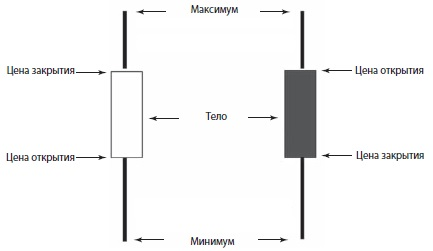 Максимум
Цена закрытия
Цена открытия
Тело
Цена открытия
Цена закрытия
Минимум